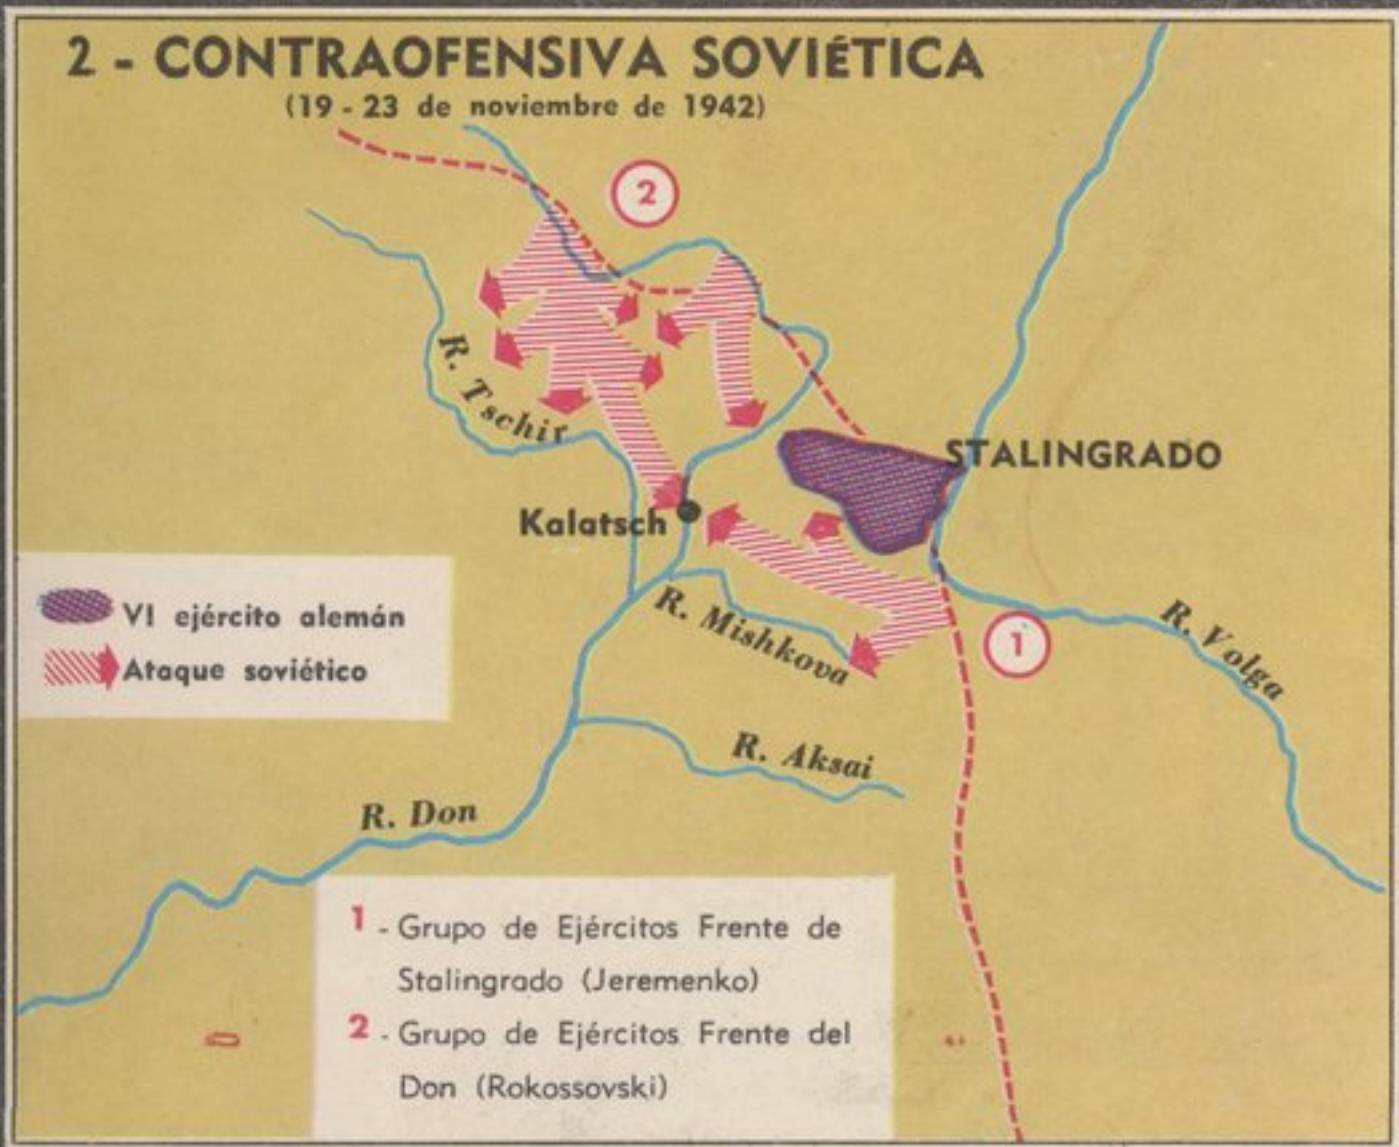 2 - CONTRAOFENSIVA SOVIÉTICA
(19 - 23 de noviembre de 1942)
2
R. Tschir
STALINGRADO
Kalatsch
VI ejército alemán
Ataque soviético
R. Mishkova
1
R. Volga
R. Aksai
R. Don
1 - Grupo de Ejércitos Frente de
Stalingrado (Jeremenko)
2 - Grupo de Ejércitos Frente del
Don (Rokossovski)